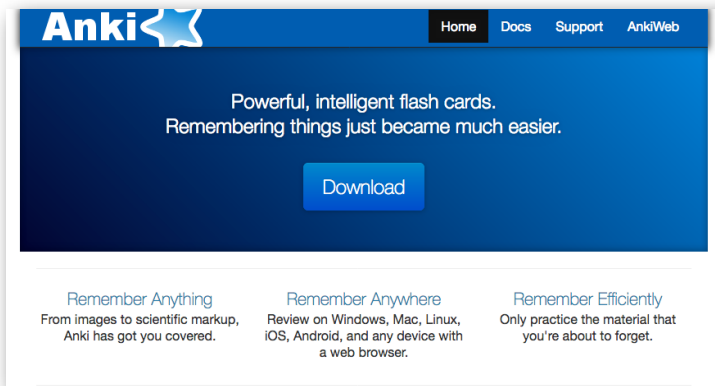 Anki
Home Docs Support AnkiWeb
Powerful, intelligent flash cards.
Remembering things just became much easier.
Download
Remember Anything
From images to scientific markup,
Anki has got you covered.
Remember Anywhere
Review on Windows, Mac, Linux,
iOS, Android, and any device with
a web browser.
Remember Efficiently
Only practice the material that
you're about to forget.